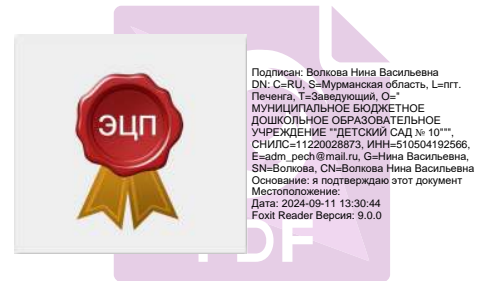 ЭЦП
Подписан: Волкова Нина Васильевна
DN: C=RU, S=Мурманская область, L=пгт.
Печенга, T=Заведующий, O="
МУНИЦИПАЛЬНОЕ БЮДЖЕТНОЕ
ДОШКОЛЬНОЕ ОБРАЗОВАТЕЛЬНОЕ
УЧРЕЖДЕНИЕ ""ДЕТСКИЙ САД № 10""",
СНИЛС=11220028873, ИНН=510504192566,
E=adm_pech@mail.ru, G=Нина Васильевна,
SN=Волкова, CN=Волкова Нина Васильевна
Основание: я подтверждаю этот документ
Местоположение:
Дата: 2024-09-11 13:30:44
Foxit Reader Версия: 9.0.0
PDF